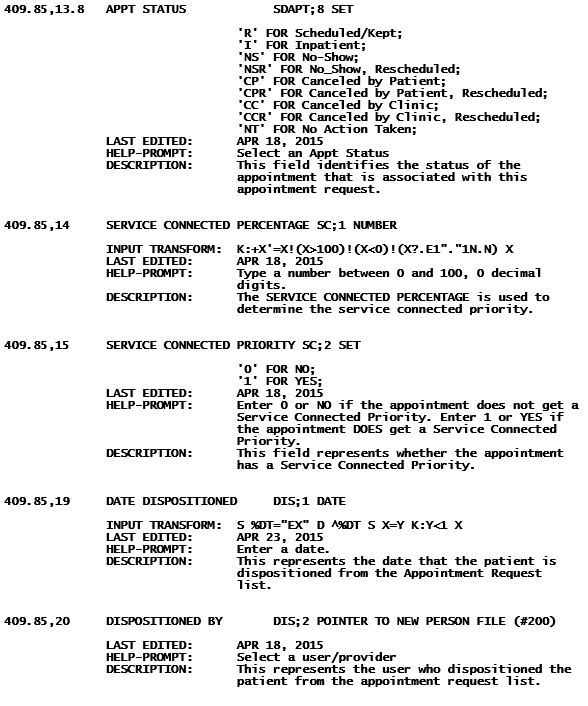 409.85,13.8 APPT STATUS SDAPT;8 SET
'R' FOR Scheduled/Kept;
'I' FOR Inpatient;
'NS' FOR No-Show;
'NSR' FOR No_Show, Rescheduled;
'CP' FOR Canceled by Patient;
'CPR' FOR Canceled by Patient, Rescheduled;
'CC' FOR Canceled by Clinic;
'CCR' FOR Canceled by Clinic, Rescheduled;
'NT' FOR No Action Taken;
LAST EDITED: APR 18, 2015
HELP-PROMPT: Select an Appt Status
DESCRIPTION: This field identifies the status of the
appointment that is associated with this
appointment request.
409.85,14 SERVICE CONNECTED PERCENTAGE SC;1 NUMBER
INPUT TRANSFORM: K:+X'=X!(X>100)!(X<0)!(X?.E1"."1N.N) X
LAST EDITED: APR 18, 2015
HELP-PROMPT: Type a number between 0 and 100, 0 decimal
digits.
DESCRIPTION: The SERVICE CONNECTED PERCENTAGE is used to
determine the service connected priority.
409.85,15 SERVICE CONNECTED PRIORITY SC;2 SET
'0' FOR NO;
'1' FOR YES;
LAST EDITED: APR 18, 2015
HELP-PROMPT: Enter 0 or NO if the appointment does not get a
Service Connected Priority. Enter 1 or YES if
the appointment DOES get a Service Connected
Priority.
DESCRIPTION: This field represents whether the appointment
has a Service Connected Priority.
409.85,19 DATE DISPOSITIONED DIS;1 DATE
INPUT TRANSFORM: S %DT="EX" D ^%DT S X=Y K:Y<1 X
LAST EDITED: APR 23, 2015
HELP-PROMPT: Enter a date.
DESCRIPTION: This represents the date that the patient is
dispositioned from the Appointment Request
list.
409.85,20 DISPOSITIONED BY DIS;2 POINTER TO NEW PERSON FILE (#200)
LAST EDITED: APR 18, 2015
HELP-PROMPT: Select a user/provider
DESCRIPTION: This represents the user who dispositioned the
patient from the appointment request list.